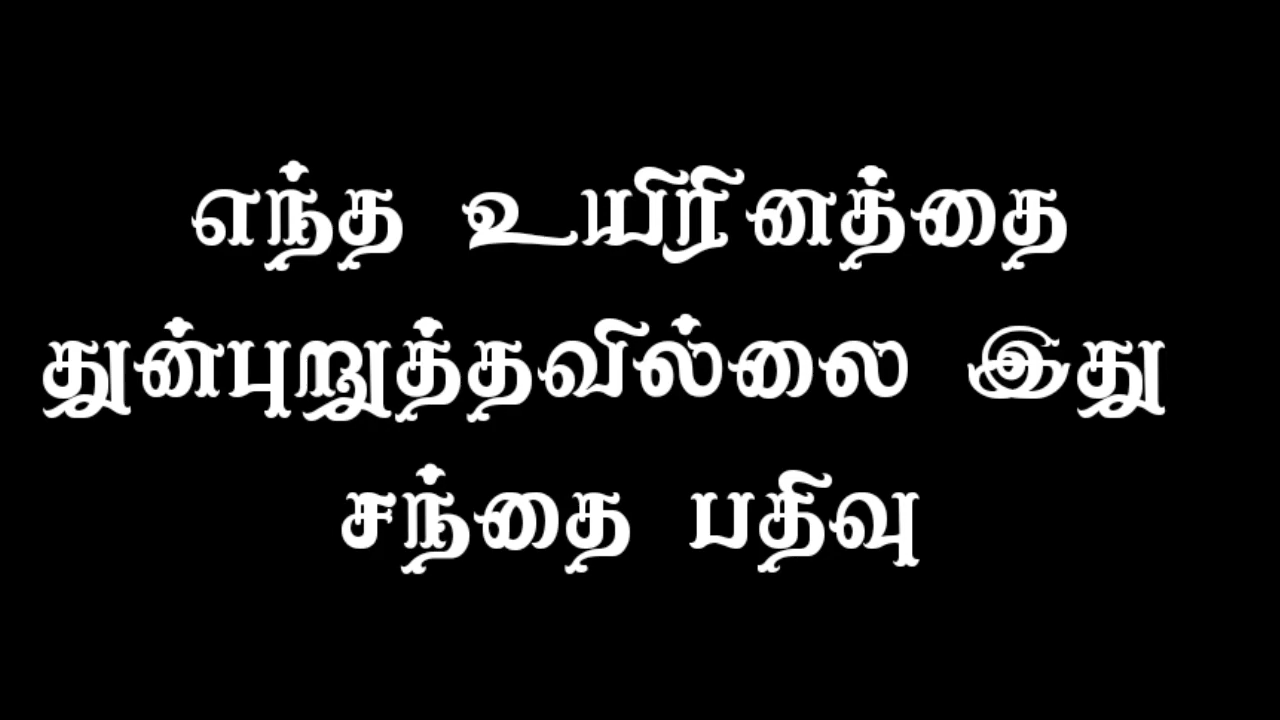 எந்த உயிரினத்தை
துன்புறுத்தவில்லை இது
சந்தை பதிவு